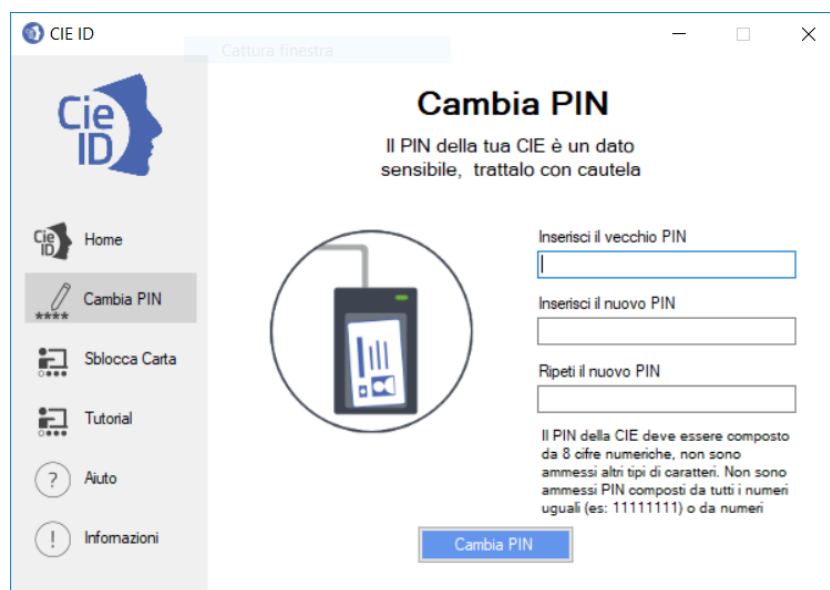 CIE ID
Cattura finestra
Cie
ID
Cambia PIN
Il PIN della tua CIE è un dato
sensibile, trattalo con cautela
Cie
ID
Home
Cambia PIN
****
Sblocca Carta
Tutorial
? Aiuto
! Infomazioni
Inserisci il vecchio PIN
Inserisci il nuovo PIN
Ripeti il nuovo PIN
Il PIN della CIE deve essere composto
da 8 cifre numeriche, non sono
ammessi altri tipi di caratteri. Non sono
ammessi PIN composti da tutti i numeri
uguali (es: 11111111) o da numeri
Cambia PIN